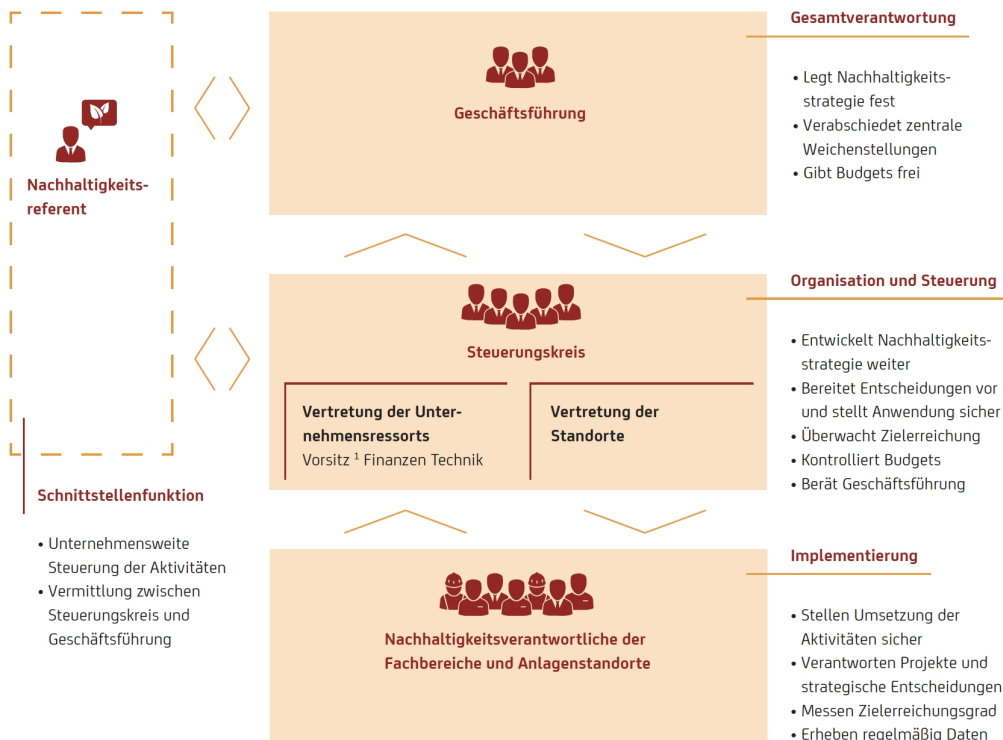 Nachhaltigkeits-
referent
Schnittstellenfunktion
• Unternehmensweite
Steuerung der Aktivitäten
• Vermittlung zwischen
Steuerungskreis und
Geschäftsführung
Geschäftsführung
Gesamtverantwortung
• Legt Nachhaltigkeits-
strategie fest
• Verabschiedet zentrale
Weichenstellungen
• Gibt Budgets frei
Steuerungskreis
Vertretung der Unter-
nehmensressorts
Vorsitz ¹ Finanzen Technik
Vertretung der
Standorte
Organisation und Steuerung
• Entwickelt Nachhaltigkeits-
strategie weiter
• Bereitet Entscheidungen vor
und stellt Anwendung sicher
• Überwacht Zielerreichung
• Kontrolliert Budgets
• Berät Geschäftsführung
Nachhaltigkeitsverantwortliche der
Fachbereiche und Anlagenstandorte
Implementierung
• Stellen Umsetzung der
Aktivitäten sicher
• Verantworten Projekte und
strategische Entscheidungen
• Messen Zielerreichungsgrad
• Erheben regelmäßig Daten